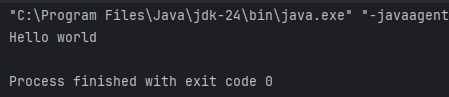 "C:\Program Files\Java\jdk-24\bin\java.exe" "-javaagent
Hello world
Process finished with exit code 0